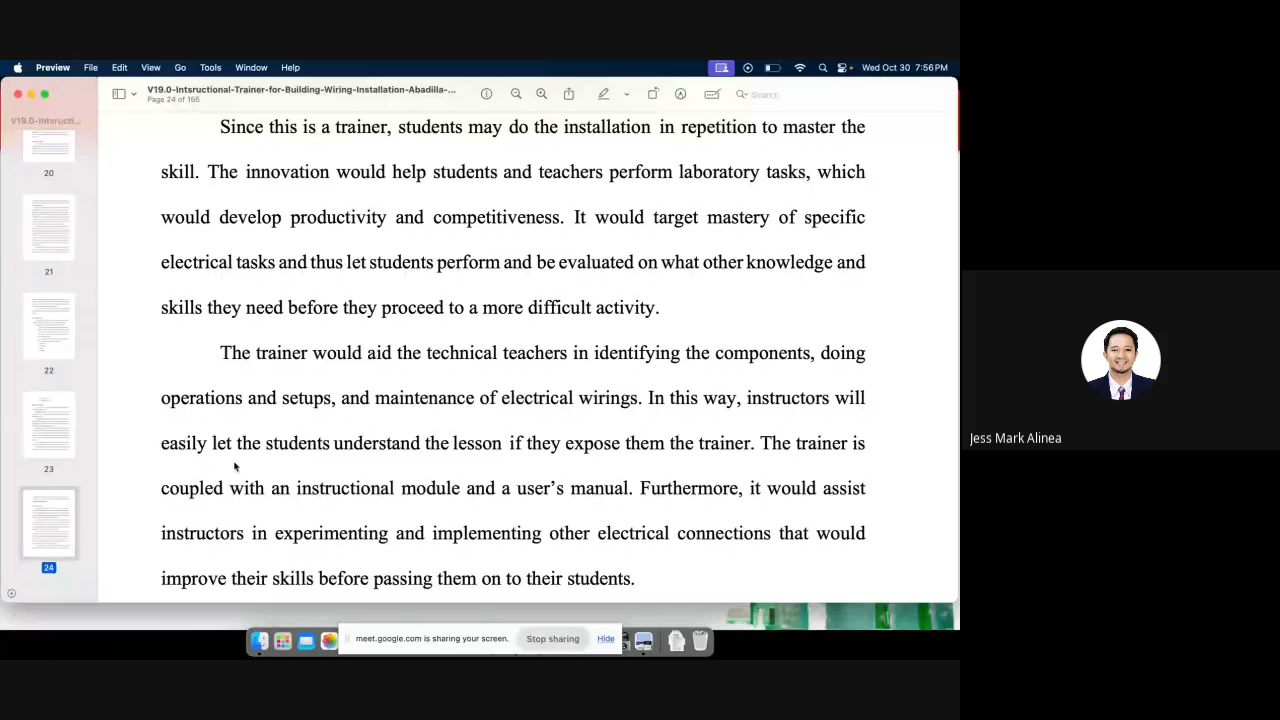 Preview File Edit View Go Tools Window Help Wed Oct 30 7:56 PM
V19.0-Intsructional-Trainer-for-Building-Wiring-Installation-Abadilla-...
Page 24 of 165
Search
V19.0-Intsructi...
20
21
22
23
24
Since this is a trainer, students may do the installation in repetition to master the
skill. The innovation would help students and teachers perform laboratory tasks, which
would develop productivity and competitiveness. It would target mastery of specific
electrical tasks and thus let students perform and be evaluated on what other knowledge and
skills they need before they proceed to a more difficult activity.
The trainer would aid the technical teachers in identifying the components, doing
operations and setups, and maintenance of electrical wirings. In this way, instructors will
easily let the students understand the lesson if they expose them the trainer. The trainer is
coupled with an instructional module and a user’s manual. Furthermore, it would assist
instructors in experimenting and implementing other electrical connections that would
improve their skills before passing them on to their students.
meet.google.com is sharing your screen. Stop sharing Hide
Jess Mark Alinea